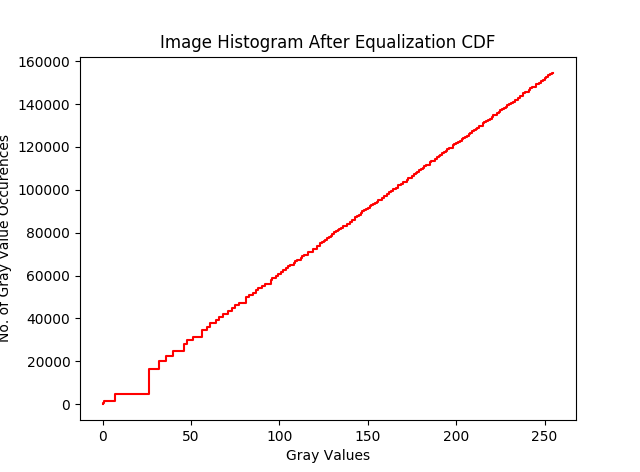 Image Histogram After Equalization CDF
160000
140000
120000
100000
80000
60000
40000
20000
0
No. of Gray Value Occurences
0 50 100 150 200 250
Gray Values